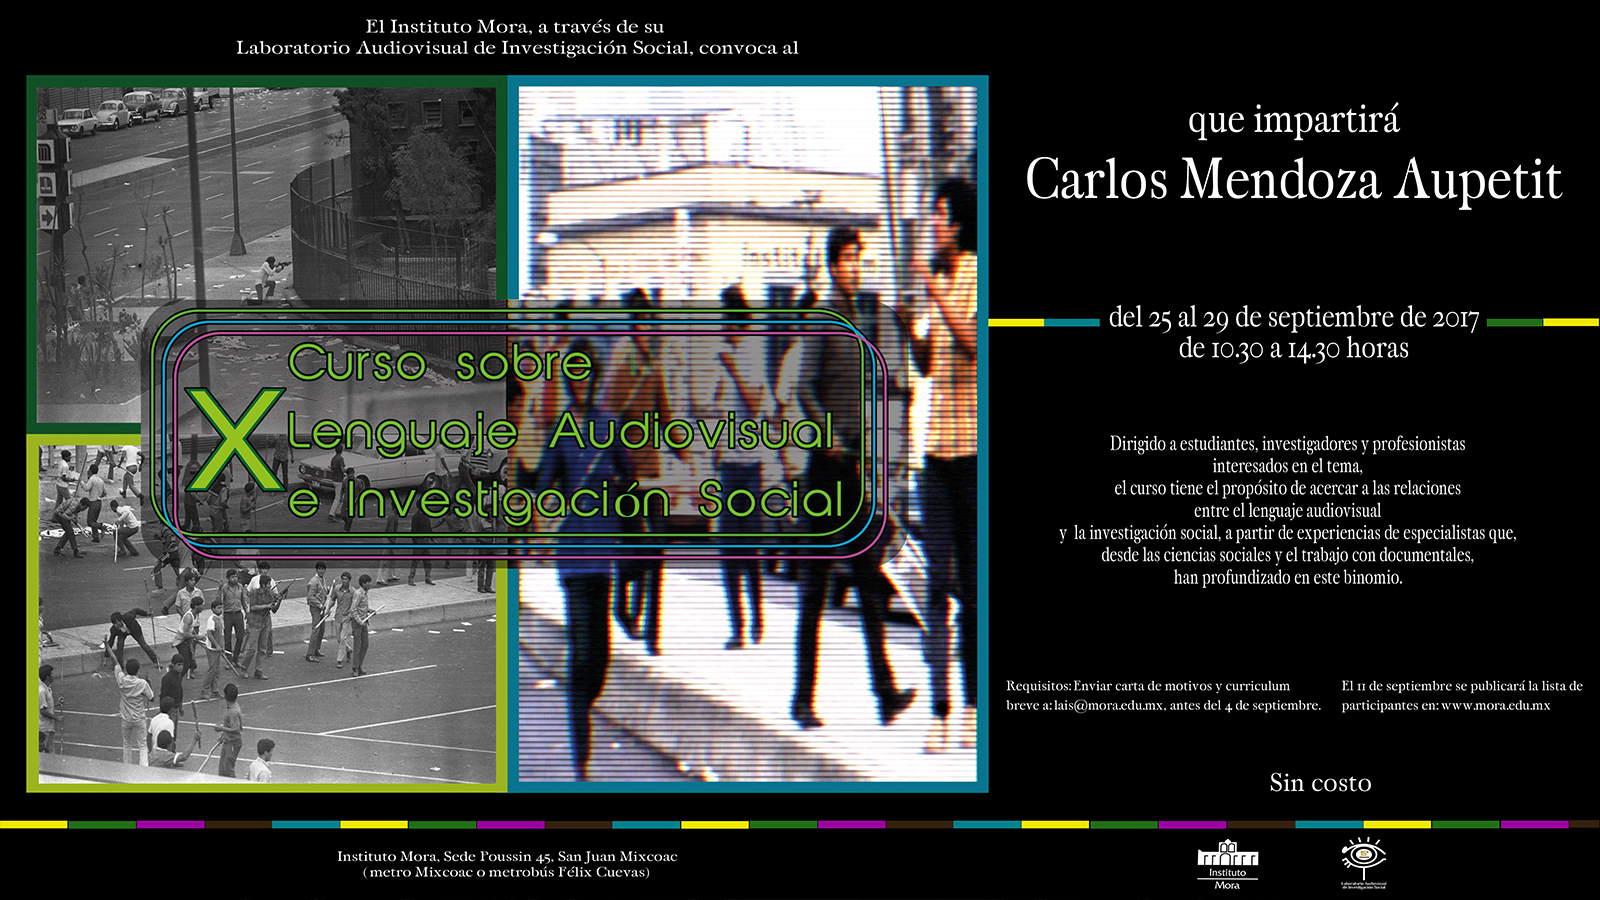 El Instituto Mora, a través de su
Laboratorio Audiovisual de Investigación Social, convoca al
X
Curso sobre
Lenguaje Audiovisual
e Investigación Social
que impartirá
Carlos Mendoza Aupetit
del 25 al 29 de septiembre de 2017
de 10.30 a 14.30 horas
Dirigido a estudiantes, investigadores y profesionistas
interesados en el tema,
el curso tiene el propósito de acercar a las relaciones
entre el lenguaje audiovisual
y la investigación social, a partir de experiencias de especialistas que,
desde las ciencias sociales y el trabajo con documentales,
han profundizado en este binomio.
Requisitos: Enviar carta de motivos y curriculum
breve a: lais@mora.edu.mx, antes del 4 de septiembre.
El 11 de septiembre se publicará la lista de
participantes en: www.mora.edu.mx
Sin costo
Instituto Mora, Sede Poussin 45, San Juan Mixcoac
(metro Mixcoac o metrobús Félix Cuevas)
Instituto
Mora
Laboratorio Audiovisual
de Investigación Social